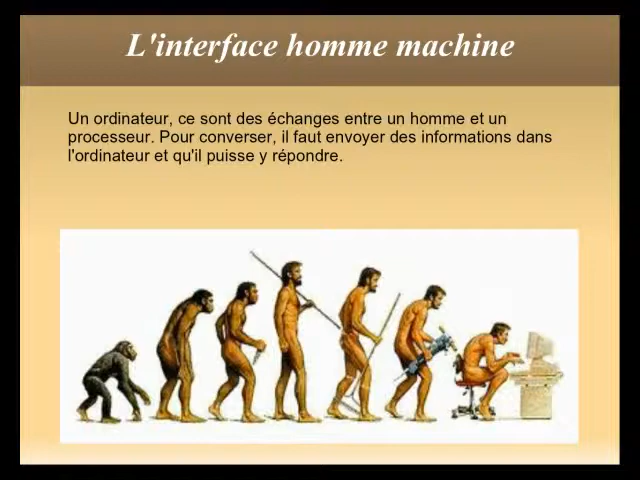 L'interface homme machine
Un ordinateur, ce sont des échanges entre un homme et un
processeur. Pour converser, il faut envoyer des informations dans
l'ordinateur et qu'il puisse y répondre.